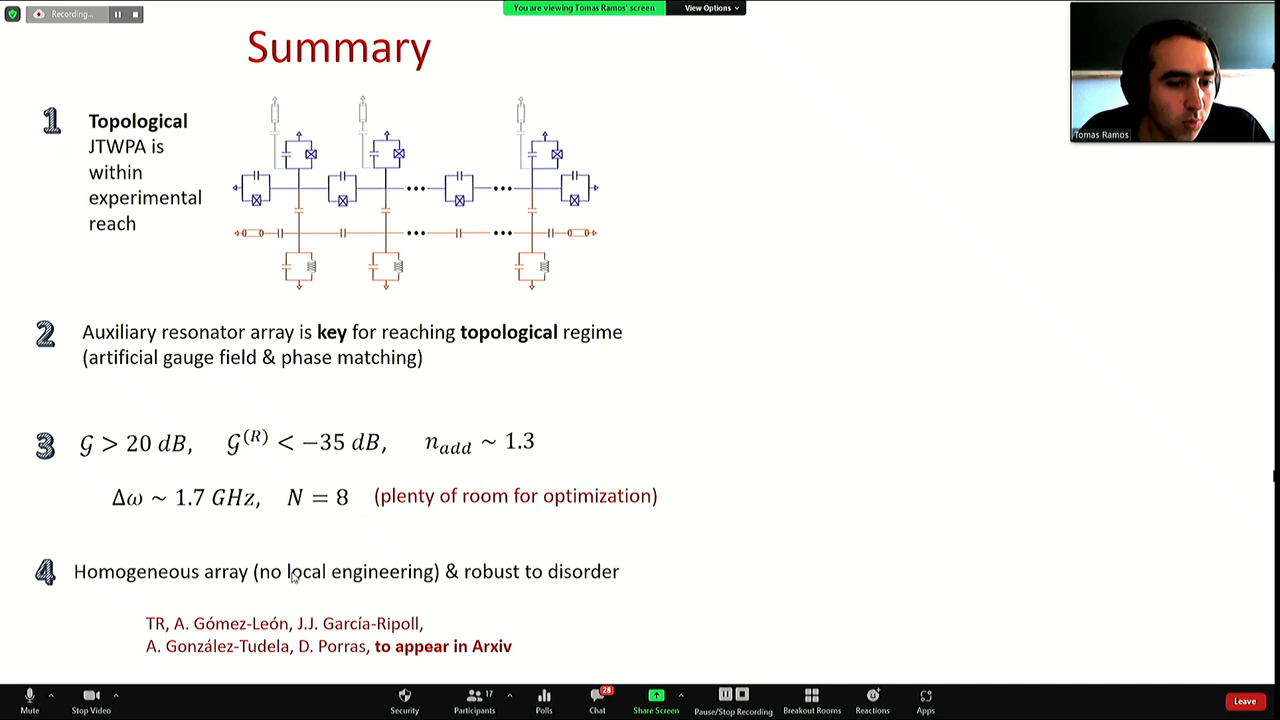 Recording...
You are viewing Tomas Ramos' screen
View Options
Summary
Tomas Ramos
1
Topological
JTWPA is
within
experimental
reach
2
Auxiliary resonator array is key for reaching topological regime
(artificial gauge field & phase matching)
3
𝒢 > 20 dB, 𝒢^(R) < −35 dB, n_add ~ 1.3
Δω ~ 1.7 GHz, N = 8 (plenty of room for optimization)
4
Homogeneous array (no local engineering) & robust to disorder
TR, A. Gómez-León, J.J. García-Ripoll,
A. González-Tudela, D. Porras, to appear in Arxiv
17
28
Mute
Stop Video
Security
Participants
Polls
Chat
Share Screen
Pause/Stop Recording
Breakout Rooms
Reactions
Apps
Leave